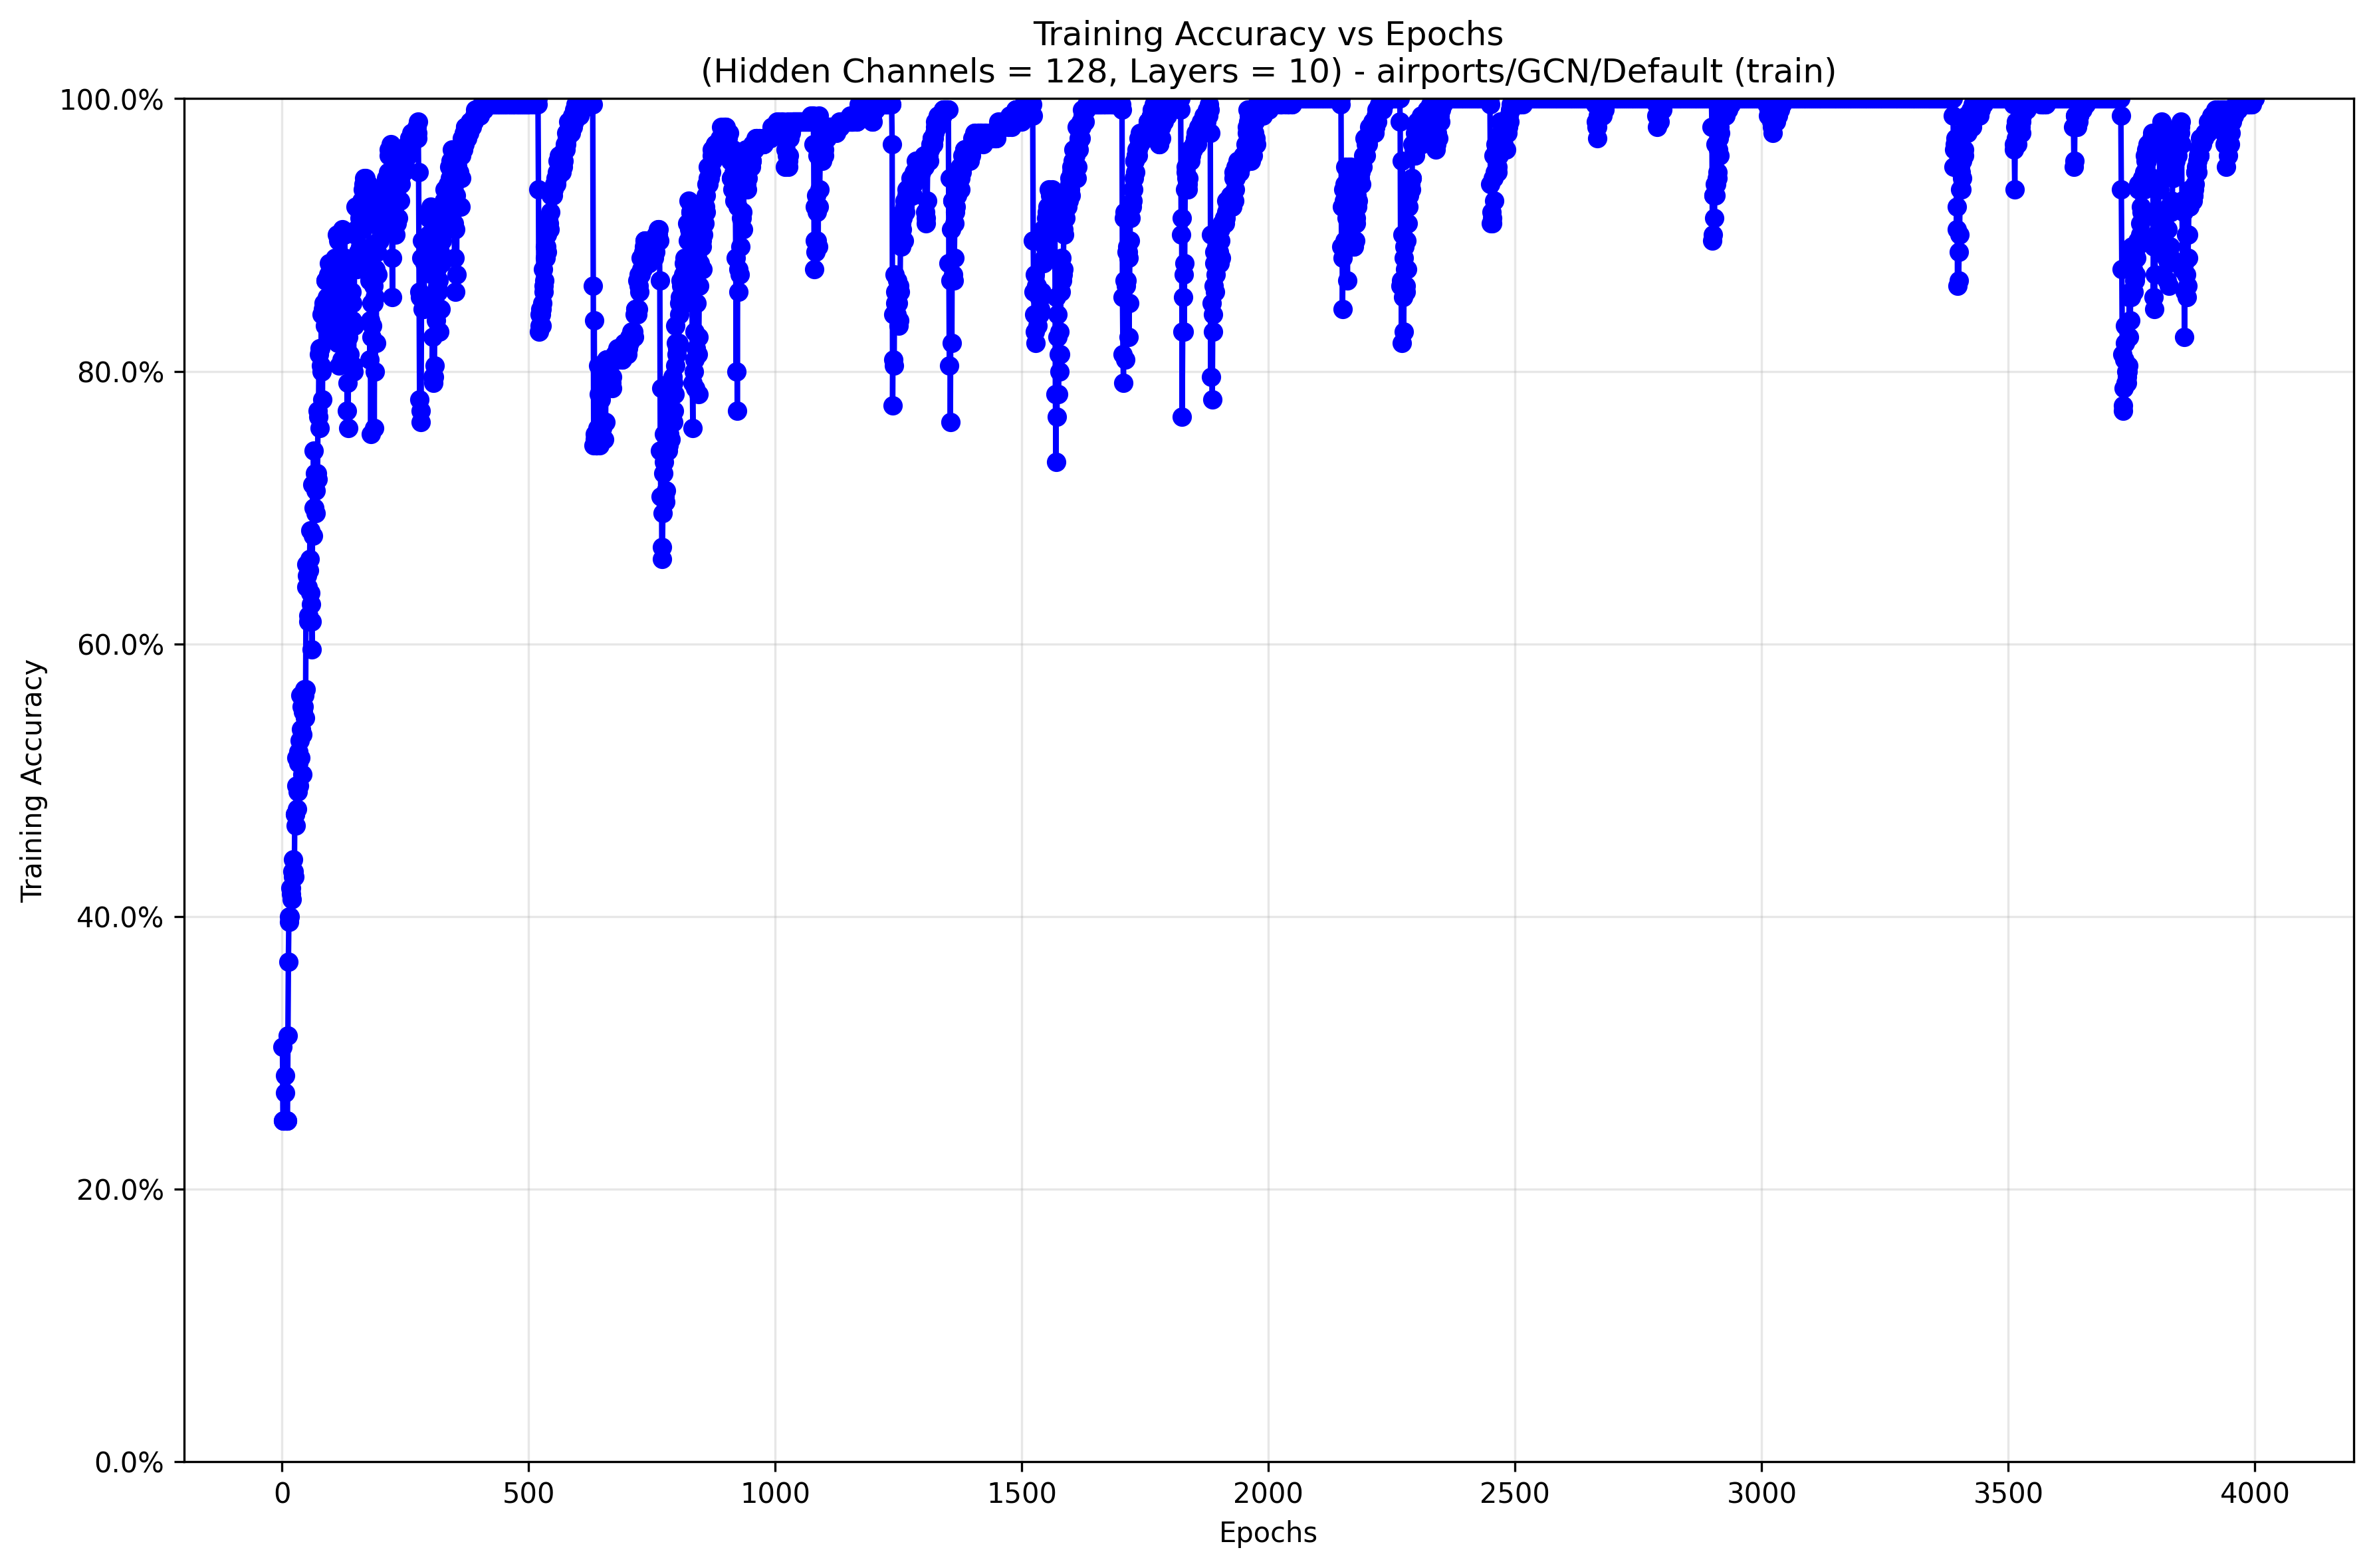 Training Accuracy vs Epochs
(Hidden Channels = 128, Layers = 10) - airports/GCN/Default (train)
100.0%
80.0%
60.0%
40.0%
20.0%
0.0%
Training Accuracy
0 500 1000 1500 2000 2500 3000 3500 4000
Epochs